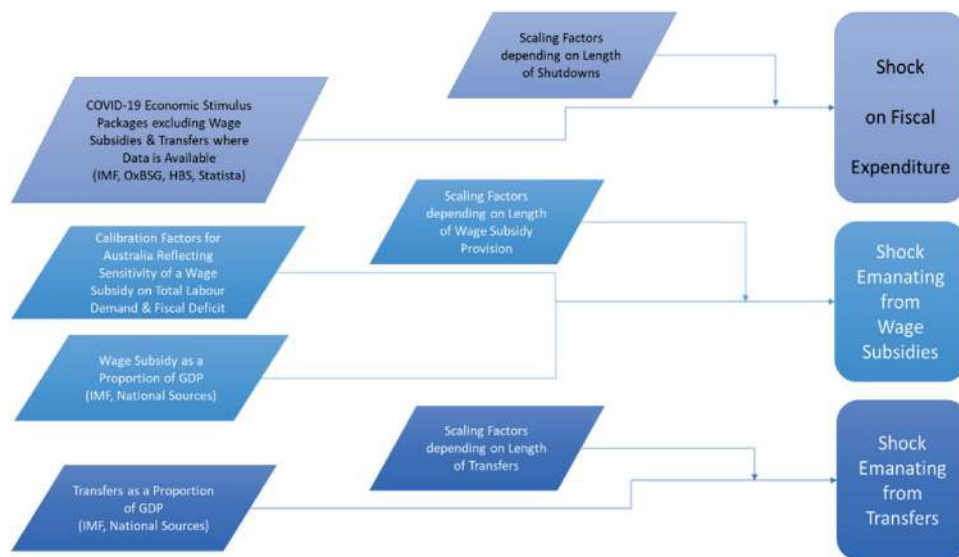 Scaling Factors
depending on Length
of Shutdowns
Shock
on Fiscal
Expenditure
COVID-19 Economic Stimulus
Packages excluding Wage
Subsidies & Transfers where
Data is Available
(IMF, OxBSG, HBS, Statista)
Scaling Factors
depending on Length
of Wage Subsidy
Provision
Calibration Factors for
Australia Reflecting
Sensitivity of a Wage
Subsidy on Total Labour
Demand & Fiscal Deficit
Shock
Emanating
from
Wage
Subsidies
Wage Subsidy as a
Proportion of GDP
(IMF, National Sources)
Scaling Factors
depending on Length
of Transfers
Shock
Emanating
from
Transfers
Transfers as a Proportion
of GDP
(IMF, National Sources)